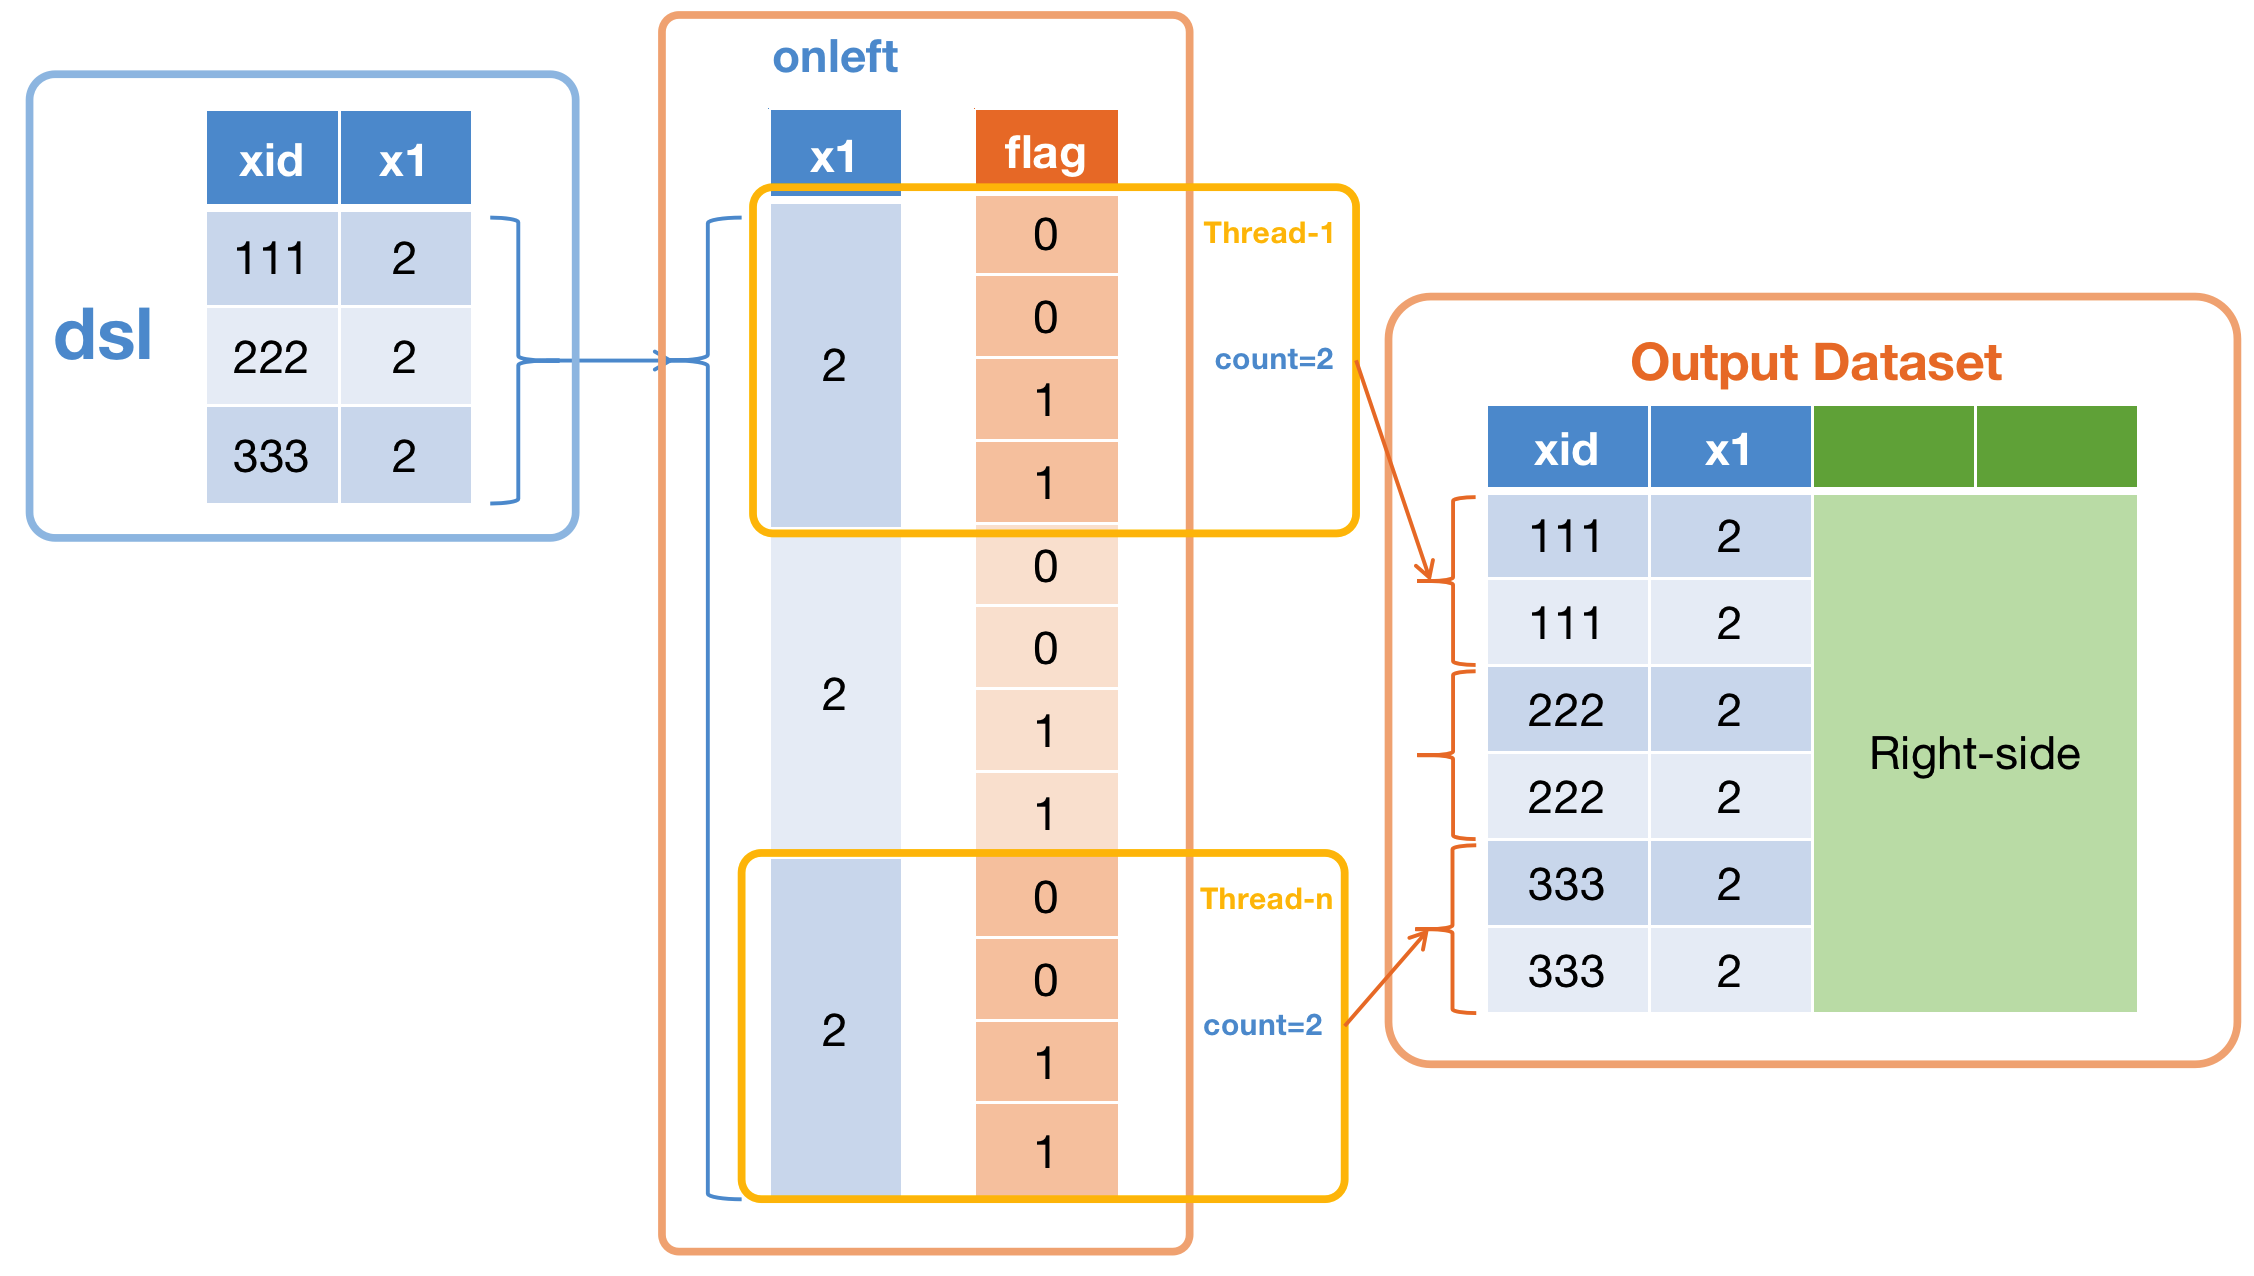 dsl
xid x1
111 2
222 2
333 2
onleft
x1 flag
2
0
0
1
1
Thread-1
count=2
2
0
0
1
1
2
0
0
1
1
Thread-n
count=2
Output Dataset
xid x1
111 2
111 2
222 2
222 2
333 2
333 2
Right-side